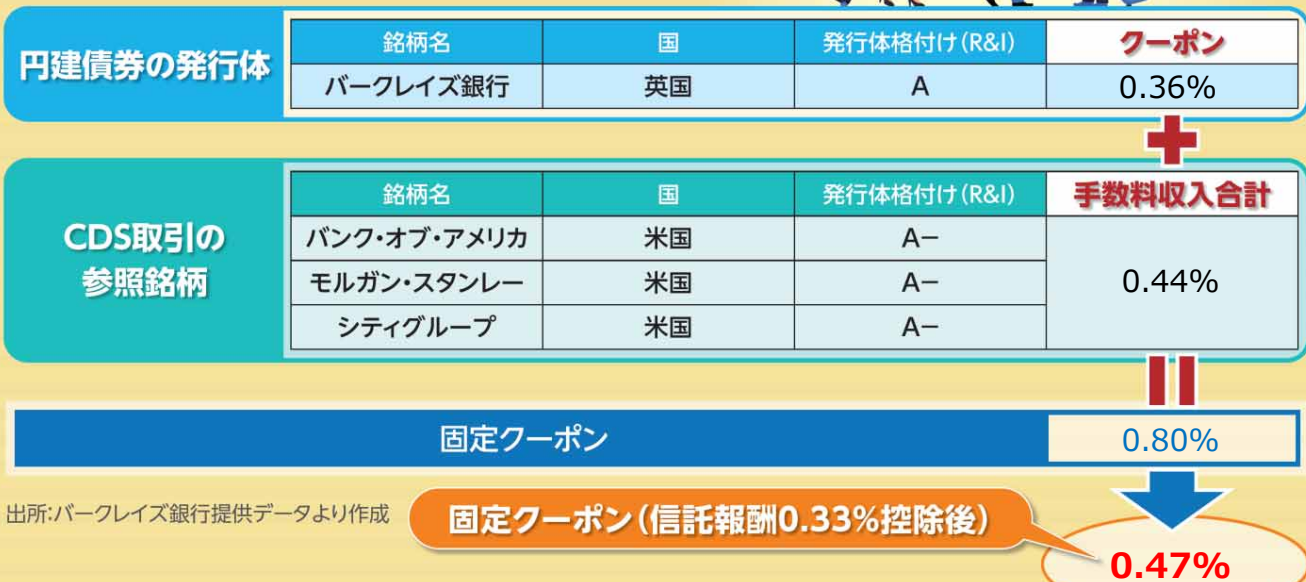 円建債券の発行体
銘柄名 国 発行体格付け(R&I) クーポン
バークレイズ銀行 英国 A 0.36%
+
CDS取引の
参照銘柄
銘柄名 国 発行体格付け(R&I) 手数料収入合計
バンク・オブ・アメリカ 米国 A−
モルガン・スタンレー 米国 A− 0.44%
シティグループ 米国 A−
固定クーポン 0.80%
出所:バークレイズ銀行提供データより作成
固定クーポン(信託報酬0.33%控除後)
0.47%